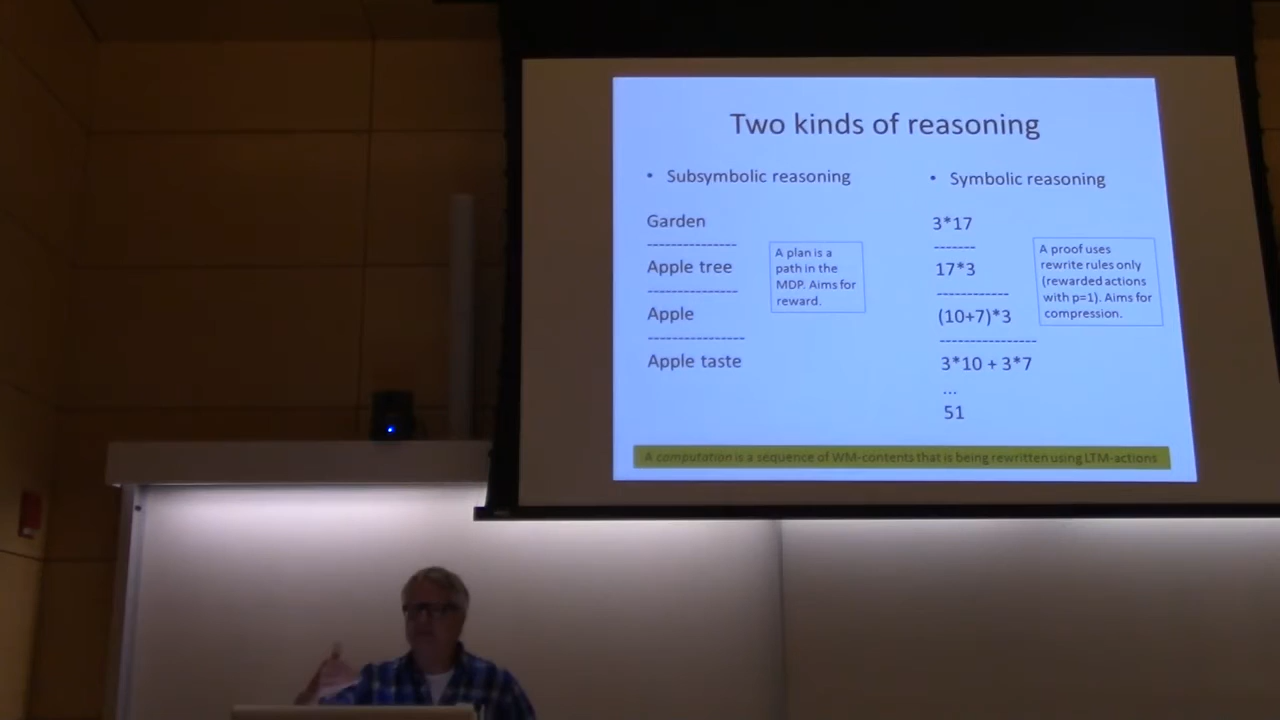 Two kinds of reasoning
• Subsymbolic reasoning
Garden
---------------
Apple tree
---------------
Apple
----------------
Apple taste
A plan is a
path in the
MDP. Aims for
reward.
• Symbolic reasoning
3*17
-------
17*3
------------
(10+7)*3
----------------
3*10 + 3*7
...
51
A proof uses
rewrite rules only
(rewarded actions
with p=1). Aims for
compression.
A computation is a sequence of WM-contents that is being rewritten using LTM-actions